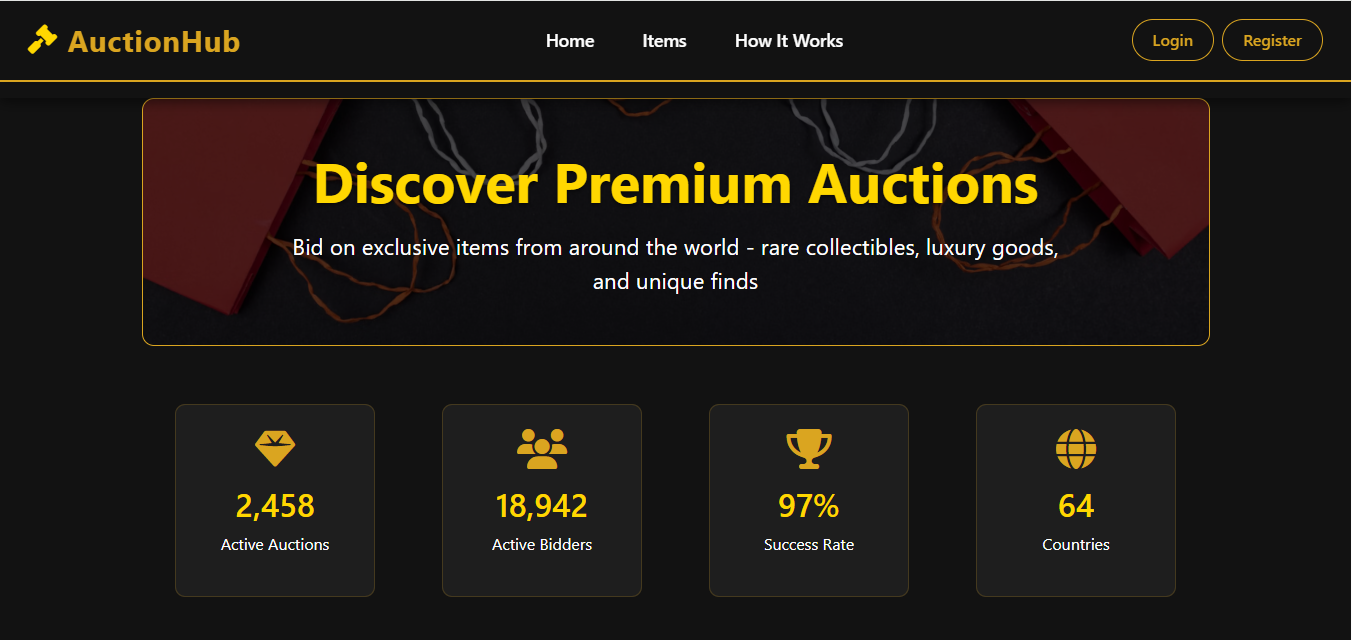 AuctionHub
Home
Items
How It Works
Login
Register
Discover Premium Auctions
Bid on exclusive items from around the world - rare collectibles, luxury goods,
and unique finds
2,458
Active Auctions
18,942
Active Bidders
97%
Success Rate
64
Countries